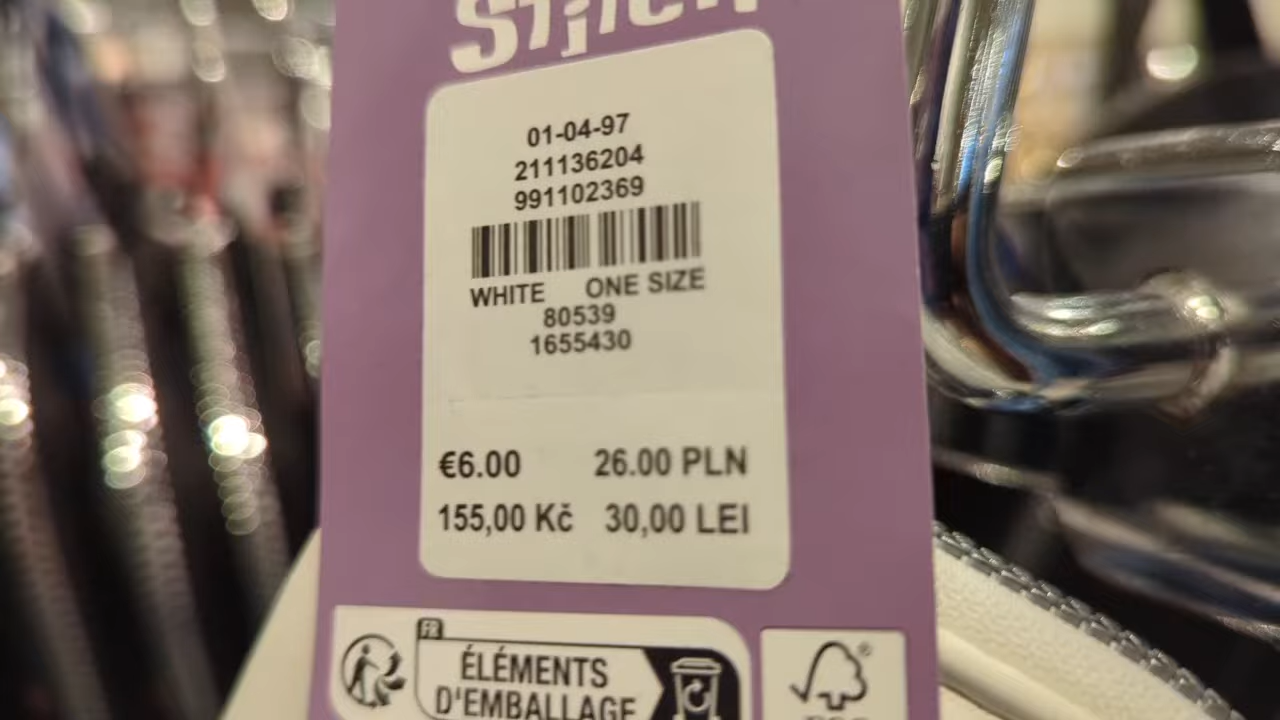 Stitch
01-04-97
211136204
991102369
WHITE ONE SIZE
80539
1655430
€6.00 26.00 PLN
155,00 Kč 30,00 LEI
FR
ÉLÉMENTS
D'EMBALLAGE